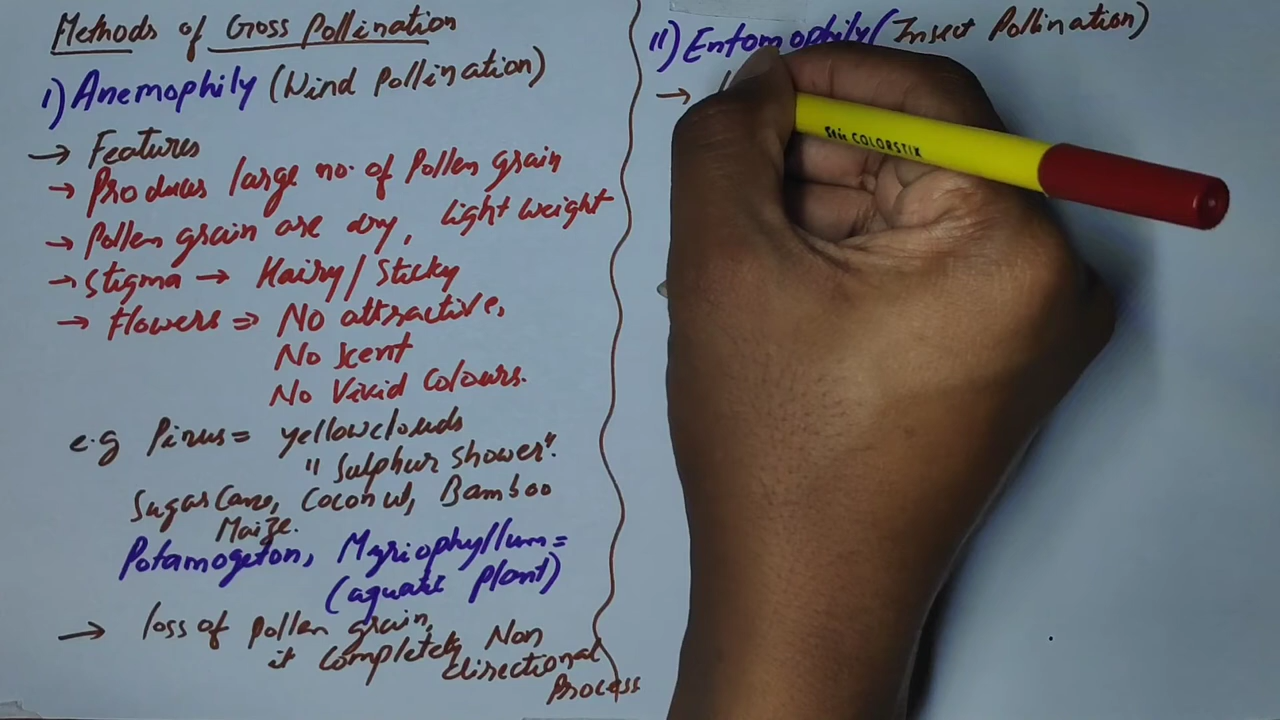 Methods of Cross Pollination
1) Anemophily (Wind Pollination)
→ Features
→ Produces large no. of Pollen grain
→ Pollen grain are dry, light weight
→ Stigma → Hairy/Sticky
→ Flowers => No attractive,
No scent
No Vivid Colours.
e.g Pinus = yellow clouds
"Sulphur shower".
Sugarcane, Coconut, Bamboo
Maize.
Potamogeton, Myriophyllum =
(aquatic plant)
→ loss of pollen grain,
it completely Non
directional
Process
11) Entomophily (Insect Pollination)
→
Stic COLORSTIX